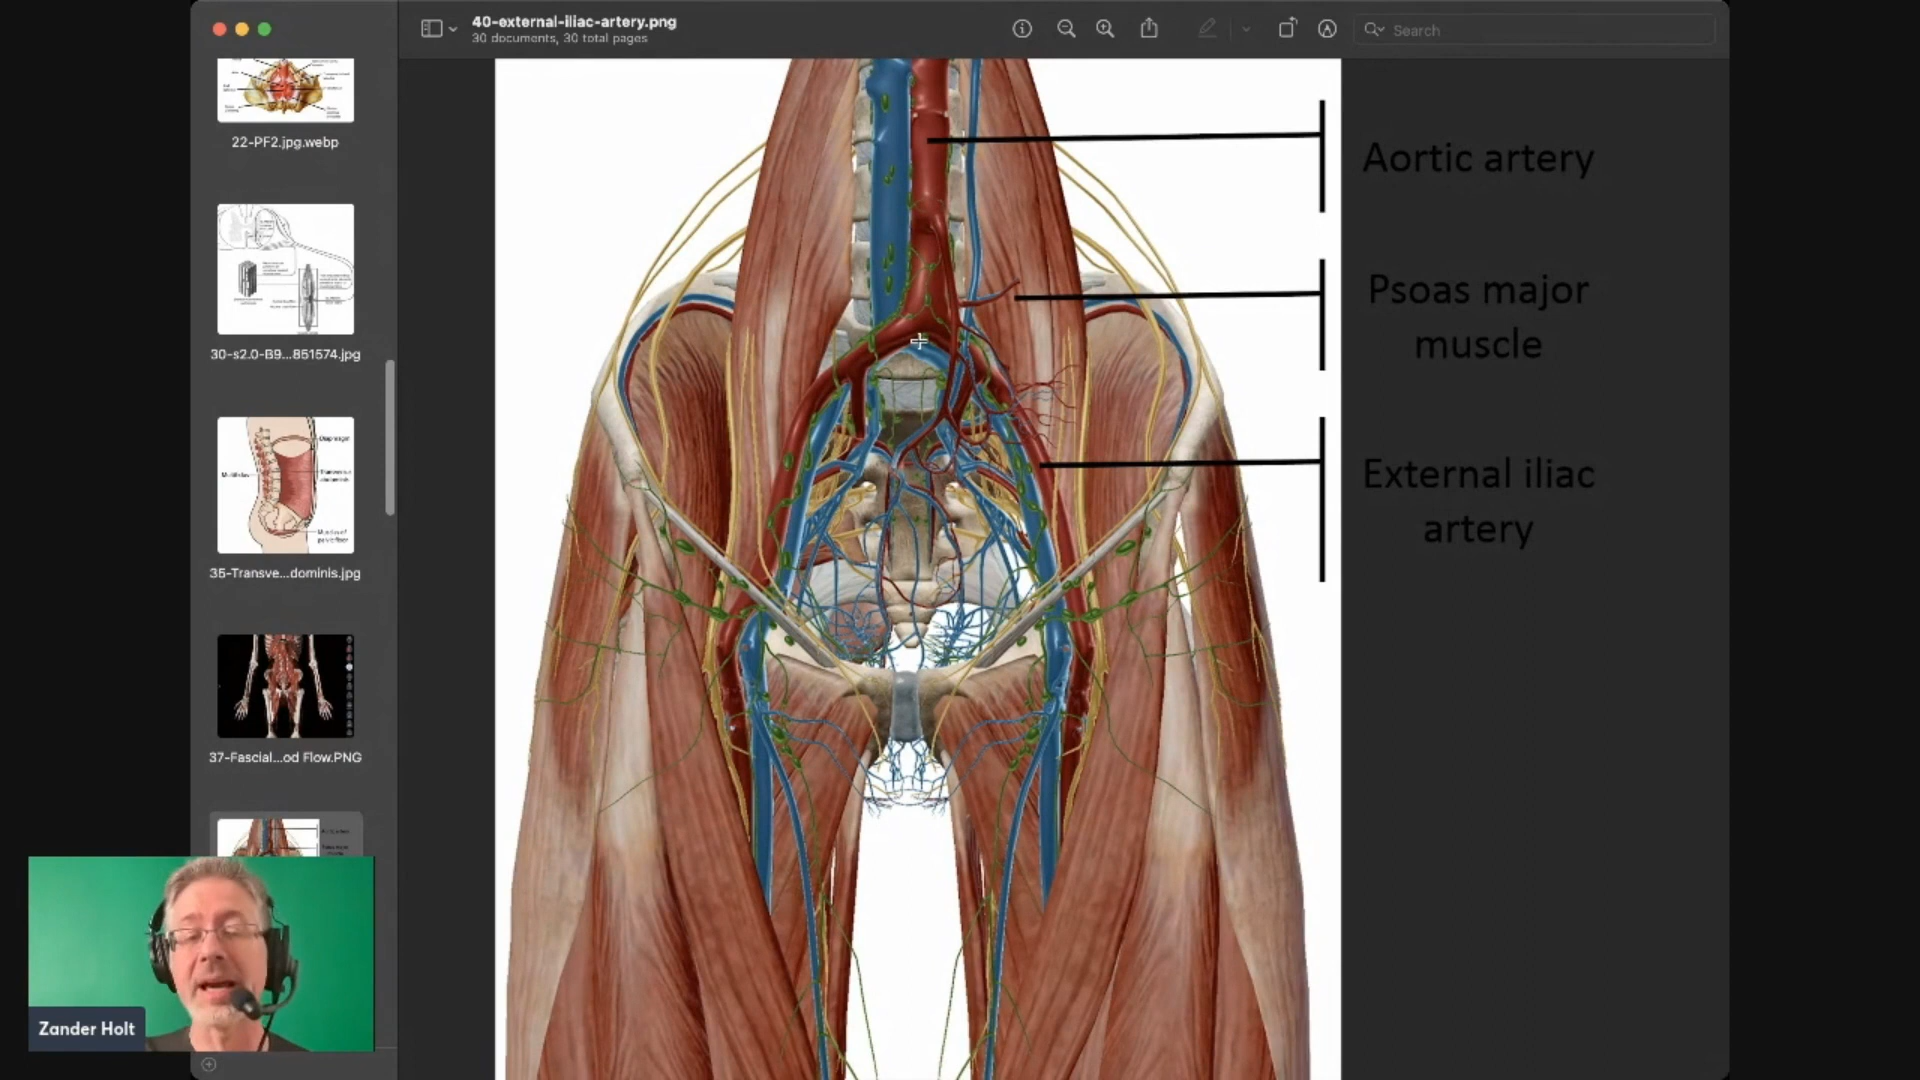 40-external-iliac-artery.png
30 documents, 30 total pages
Search
22-PF2.jpg.webp
30-s2.0-B9...851574.jpg
35-Transve...dominis.jpg
37-Fascial...od Flow.PNG
Aortic artery
Psoas major
muscle
External iliac
artery
Zander Holt